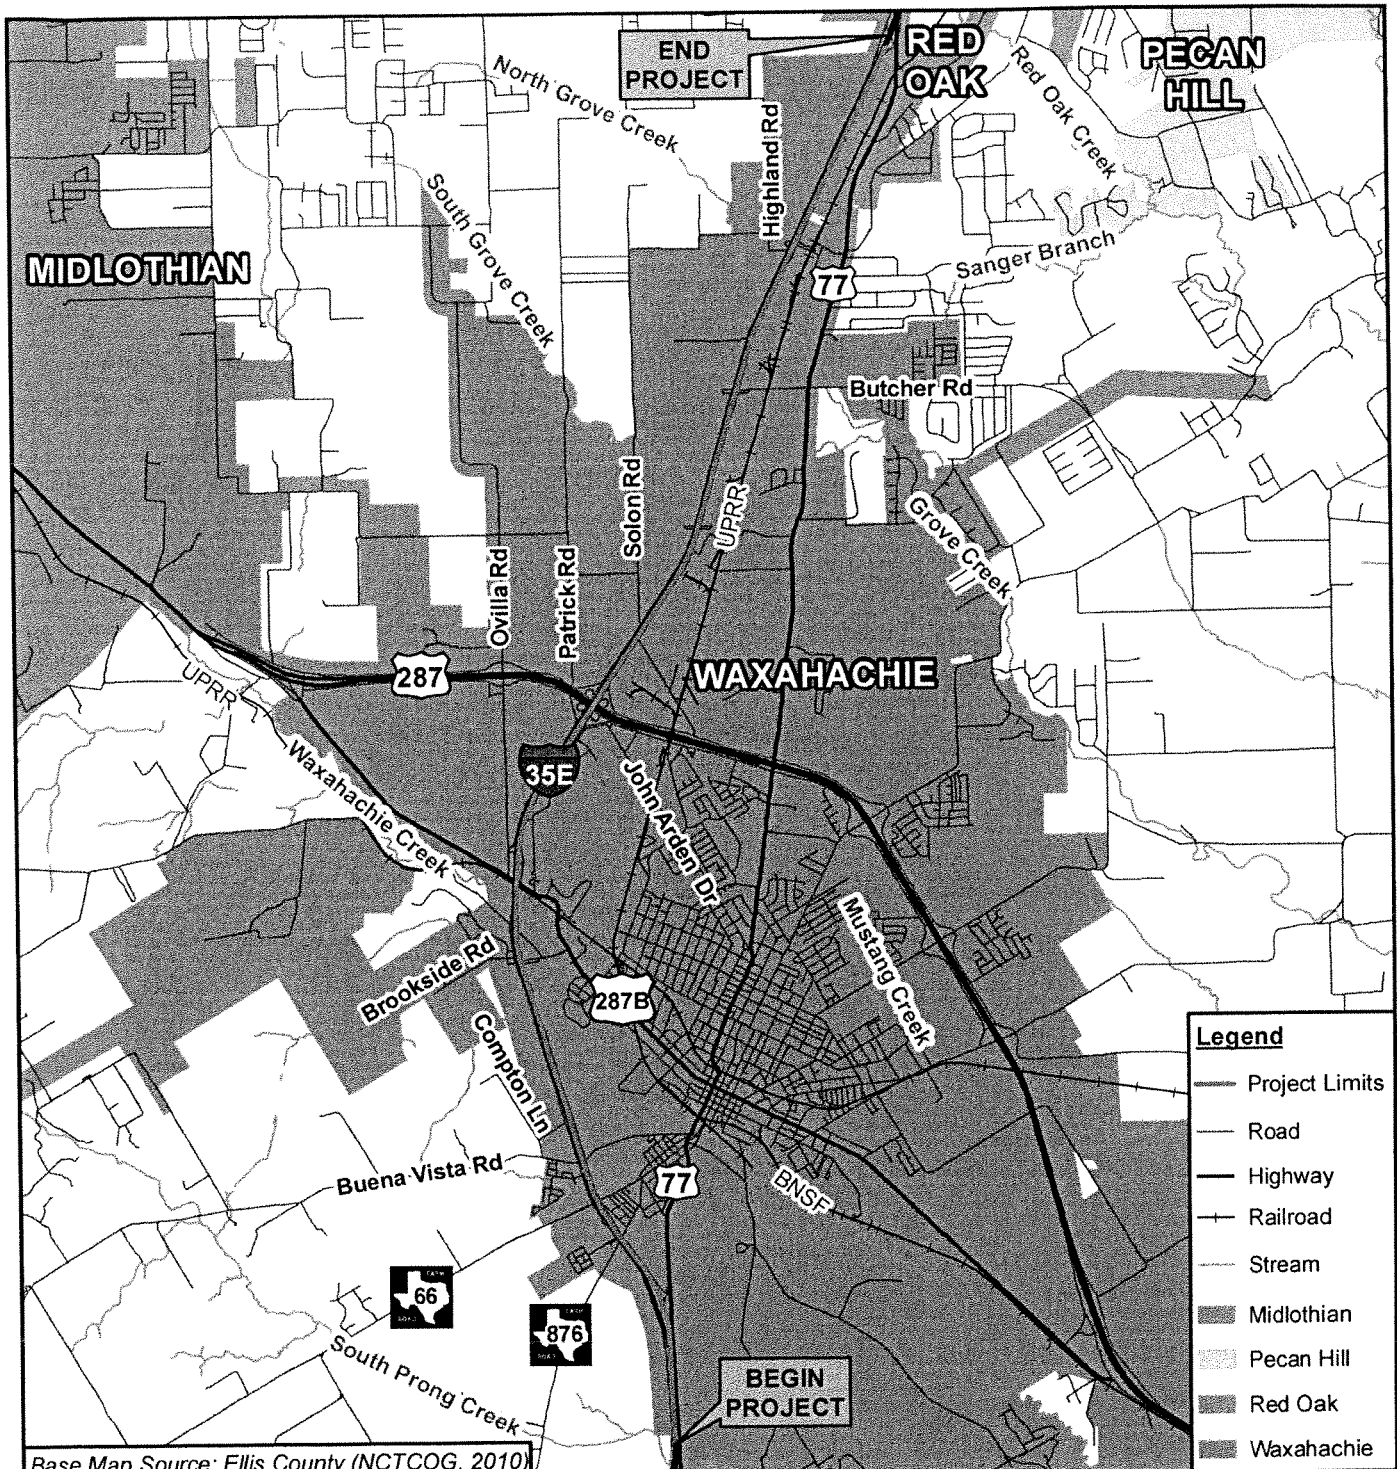 END
PROJECT
RED
OAK
PECAN
HILL
North Grove Creek
Highland Rd
Red Oak Creek
South Grove Creek
MIDLOTHIAN
Sanger Branch
77
Butcher Rd
Solon Rd
UPRR
Grove Creek
Ovilla Rd
Patrick Rd
287
WAXAHACHIE
UPRR
35E
Waxahachie Creek
John Arden Dr
Mustang Creek
Brookside Rd
287B
Compton Ln
Buena Vista Rd
77
BNSF
FARM
66
ROAD
FARM
876
ROAD
South Prong Creek
BEGIN
PROJECT
Legend
Project Limits
Road
Highway
Railroad
Stream
Midlothian
Pecan Hill
Red Oak
Waxahachie
Base Map Source: Ellis County (NCTCOG, 2010)